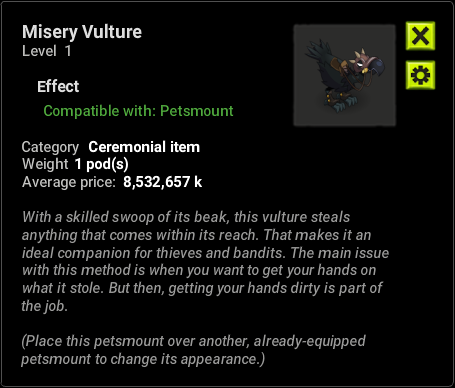 Misery Vulture
Level 1
Effect
Compatible with: Petsmount
Category Ceremonial item
Weight 1 pod(s)
Average price: 8,532,657 k
With a skilled swoop of its beak, this vulture steals
anything that comes within its reach. That makes it an
ideal companion for thieves and bandits. The main issue
with this method is when you want to get your hands on
what it stole. But then, getting your hands dirty is part of
the job.
(Place this petsmount over another, already-equipped
petsmount to change its appearance.)